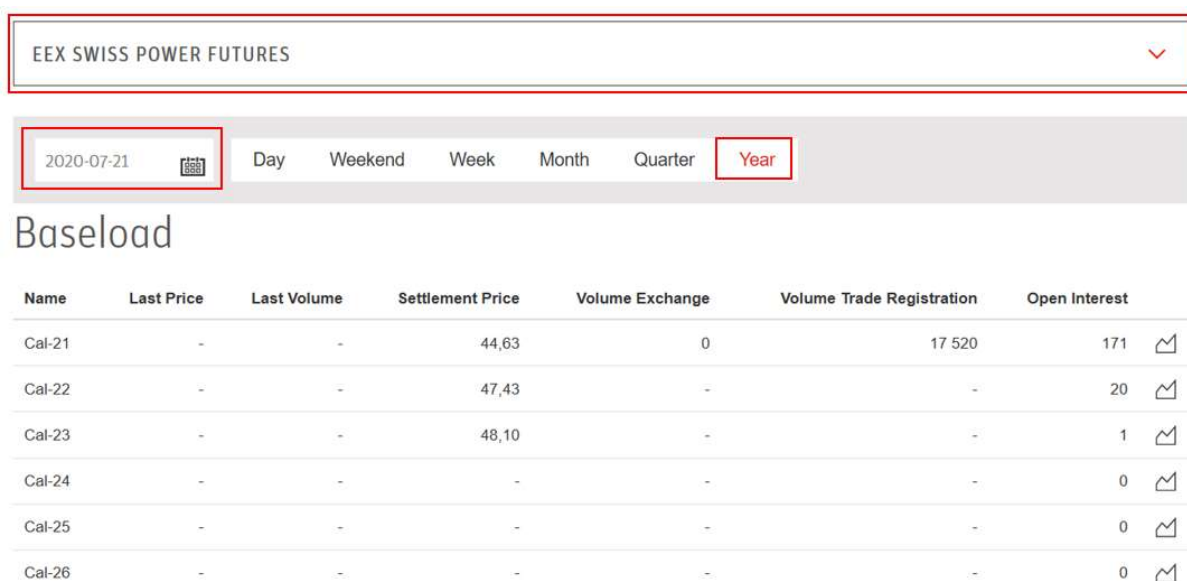 EEX SWISS POWER FUTURES
2020-07-21 Day Weekend Week Month Quarter Year
Baseload
Name Last Price Last Volume Settlement Price Volume Exchange Volume Trade Registration Open Interest
Cal-21 - - 44,63 0 17 520 171
Cal-22 - - 47,43 - - 20
Cal-23 - - 48,10 - - 1
Cal-24 - - - - - 0
Cal-25 - - - - - 0
Cal-26 - - - - - 0